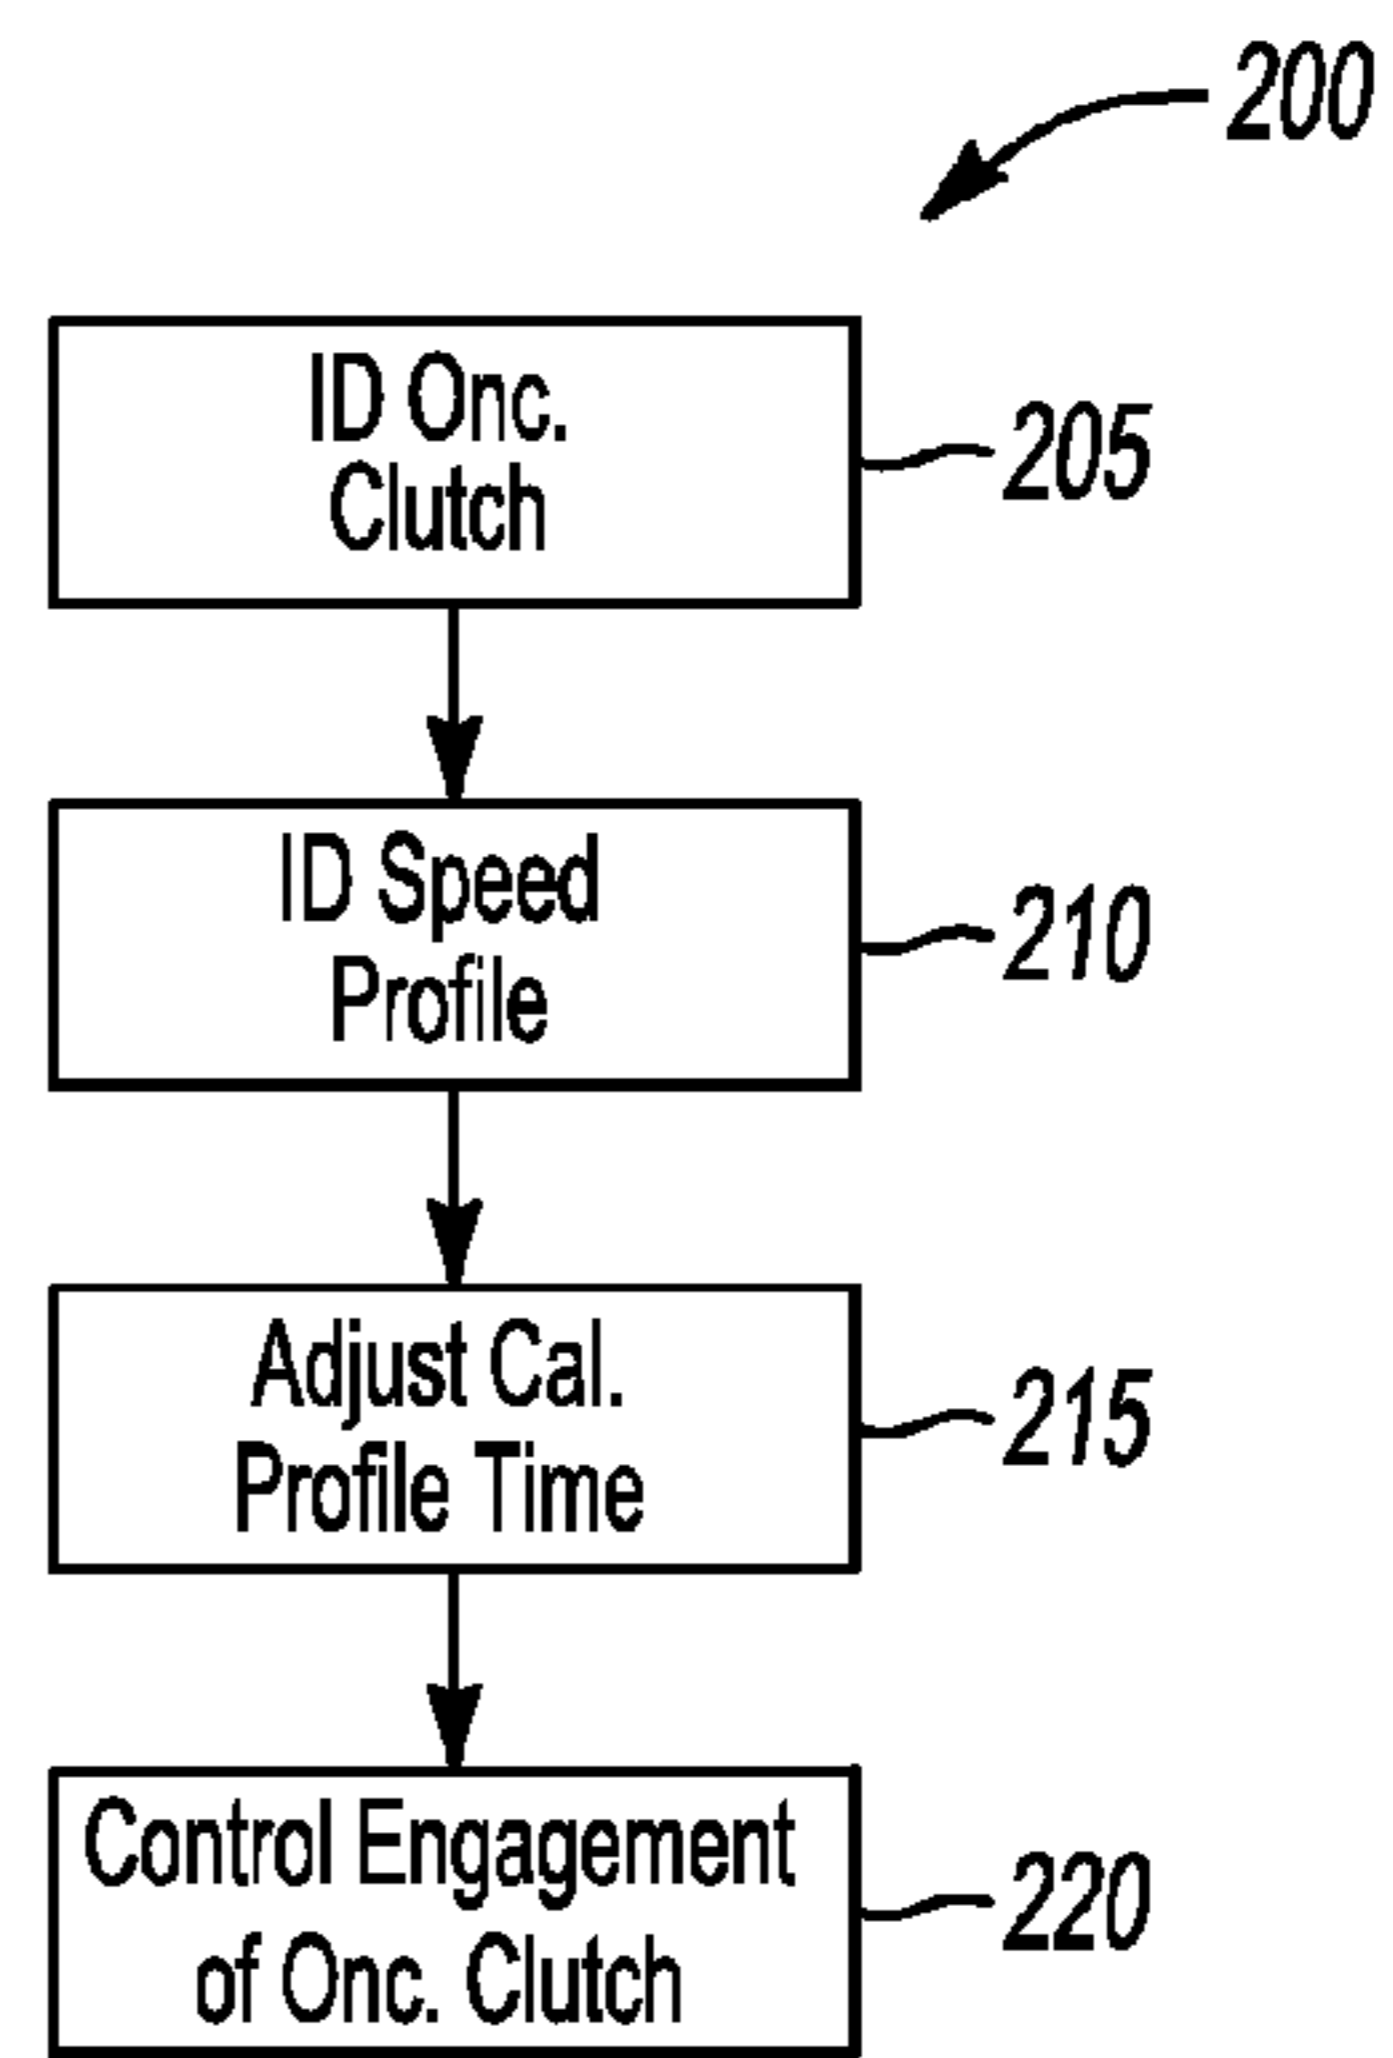 200
ID Onc.
Clutch
205
ID Speed
Profile
210
Adjust Cal.
Profile Time
215
Control Engagement
of Onc. Clutch
220